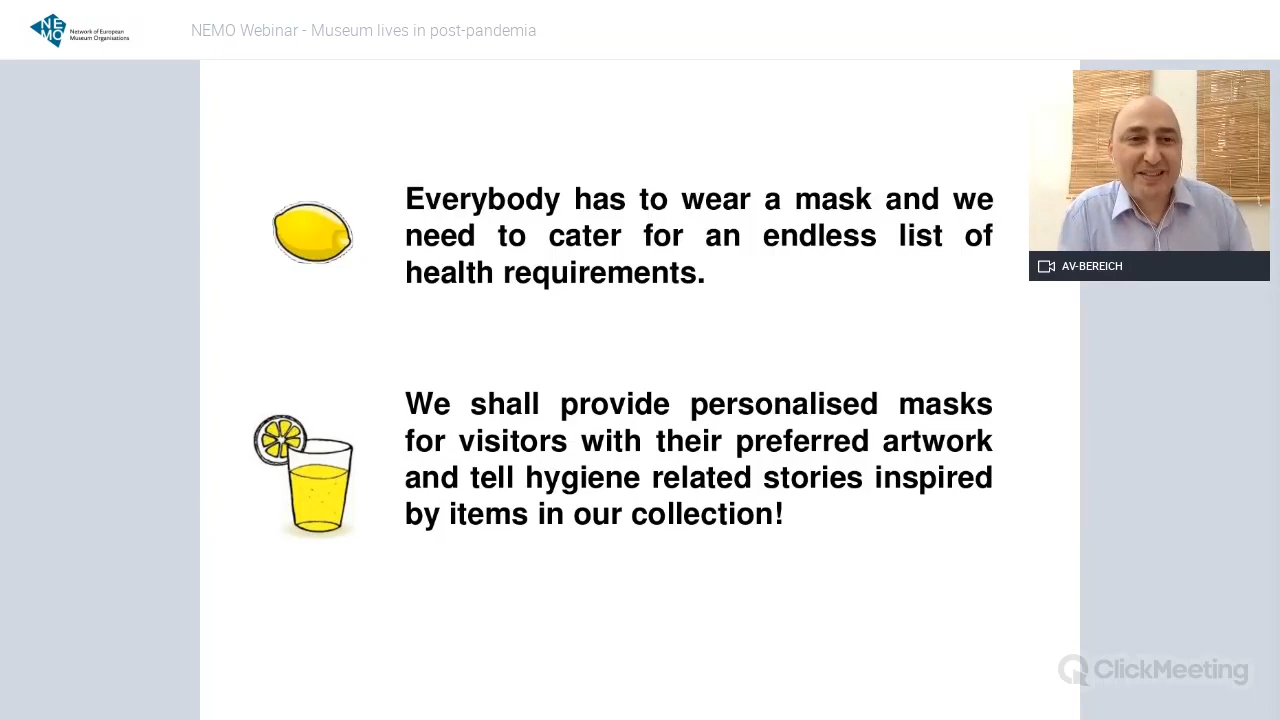 NE
MO
Network of European
Museum Organisations
NEMO Webinar - Museum lives in post-pandemia
Everybody has to wear a mask and we
need to cater for an endless list of
health requirements.
AV-BEREICH
We shall provide personalised masks
for visitors with their preferred artwork
and tell hygiene related stories inspired
by items in our collection!
ClickMeeting